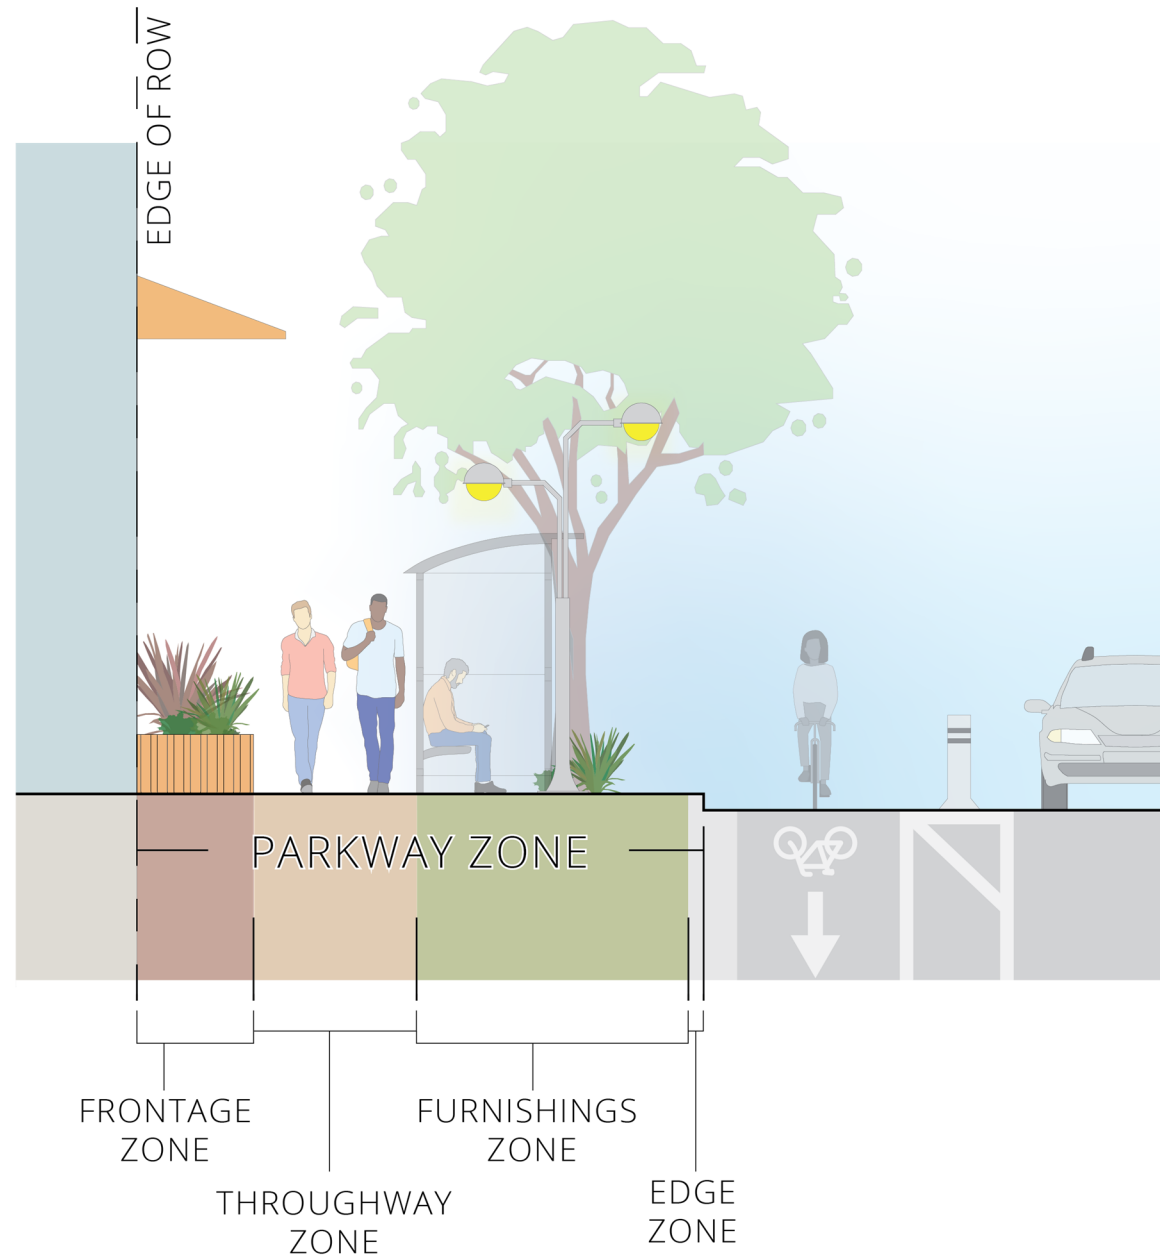 EDGE OF ROW
PARKWAY ZONE
FRONTAGE
ZONE
FURNISHINGS
ZONE
THROUGHWAY
ZONE
EDGE
ZONE